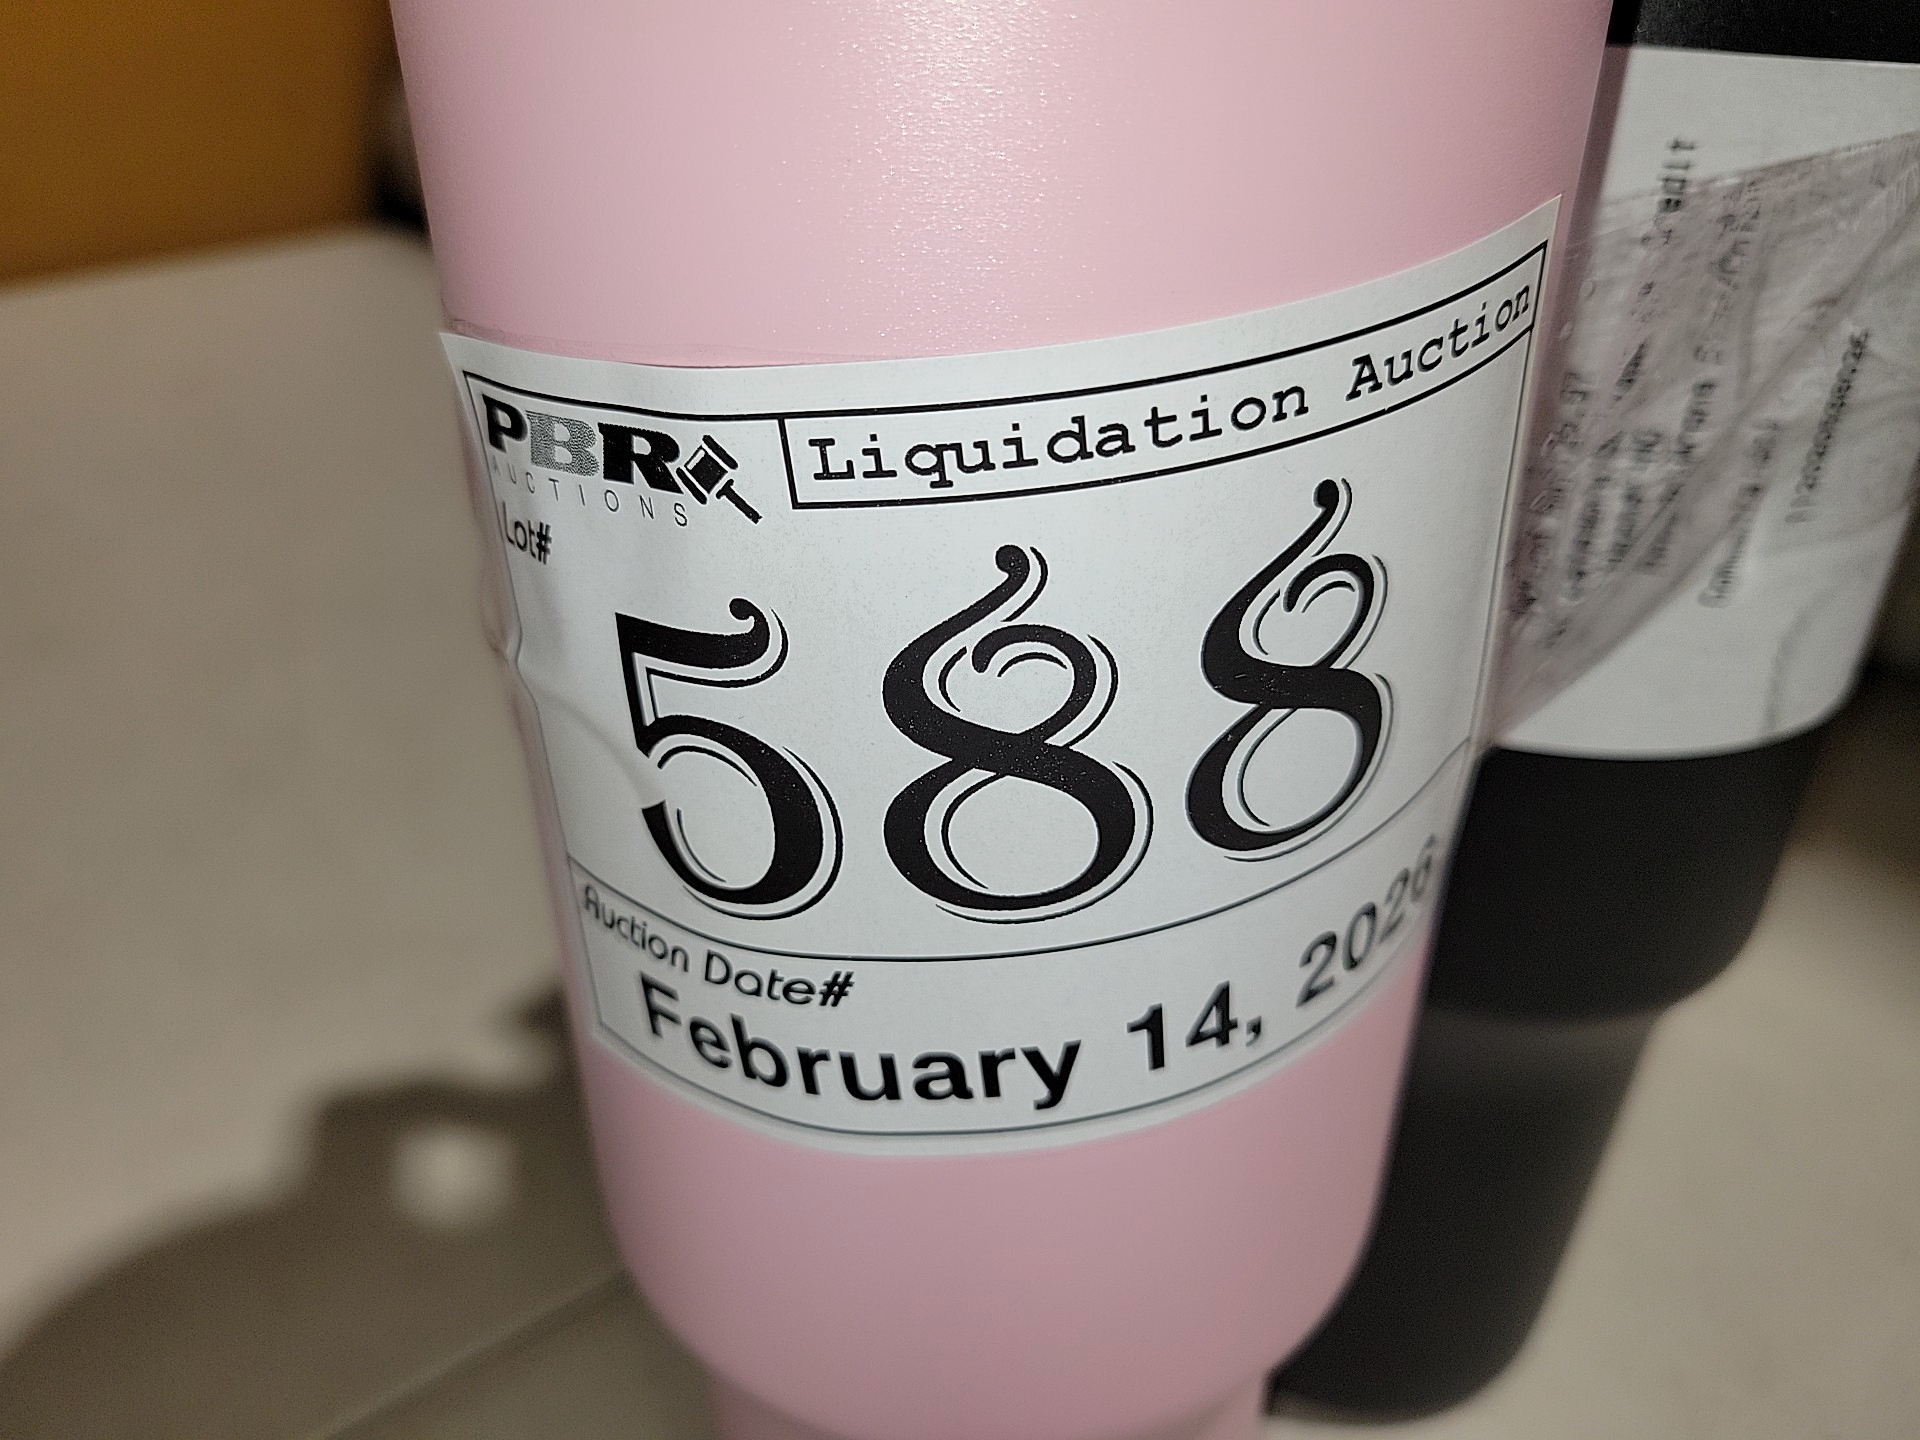 PBR
AUCTIONS
Liquidation Auction
Lot#
588
Auction Date#
February 14, 2026